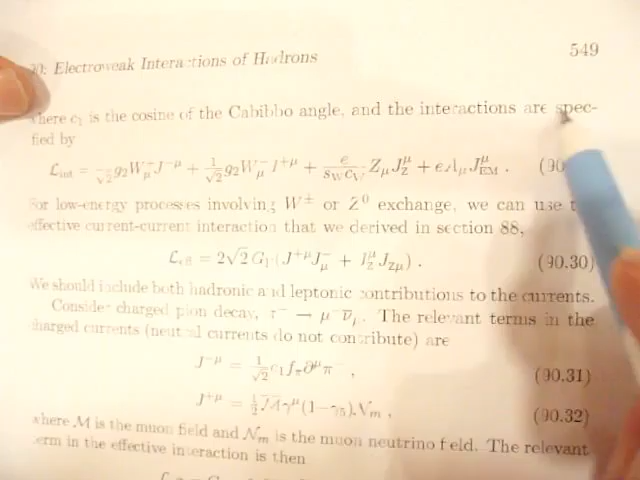 90: Electroweak Interactions of Hadrons 549
where c₁ is the cosine of the Cabibbo angle, and the interactions are spec-
fied by
ℒ_int = 1/√2 g₂W⁺_μ J^−μ + 1/√2 g₂W⁻_μ J^+μ + e/(s_W c_W) Z_μ J^μ_Z + eA_μ J^μ_EM . (90
For low-energy processes involving W^± or Z⁰ exchange, we can use t
effective current-current interaction that we derived in section 88,
ℒ_eff = 2√2 G_F (J^+μ J⁻_μ + J^μ_Z J_Zμ) . (90.30)
We should include both hadronic and leptonic contributions to the currents.
Consider charged pion decay, π⁻ → μ⁻ν̄_μ. The relevant terms in the
charged currents (neutral currents do not contribute) are
J^−μ = 1/√2 c₁ f_π ∂^μ π⁻ , (90.31)
J^+μ = 1/2 ℳ̄γ^μ(1−γ₅)𝒩_m , (90.32)
where ℳ is the muon field and 𝒩_m is the muon neutrino field. The relevant
term in the effective interaction is then